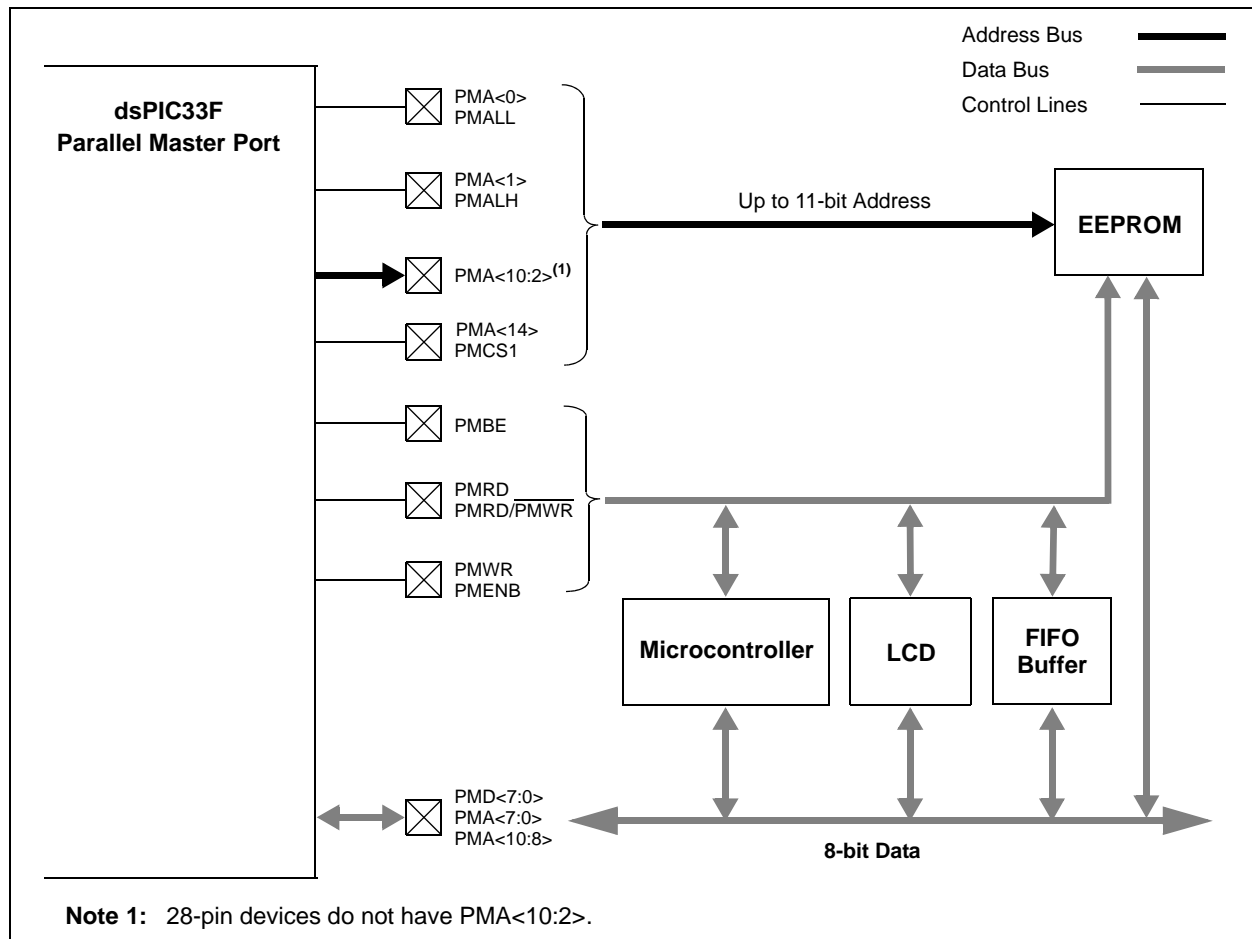 Address Bus
Data Bus
Control Lines
dsPIC33F
Parallel Master Port
PMA<0>
PMALL
PMA<1>
PMALH
PMA<10:2>(1)
PMA<14>
PMCS1
Up to 11-bit Address
EEPROM
PMBE
PMRD
PMRD/PMWR
PMWR
PMENB
Microcontroller
LCD
FIFO
Buffer
PMD<7:0>
PMA<7:0>
PMA<10:8>
8-bit Data
Note 1: 28-pin devices do not have PMA<10:2>.